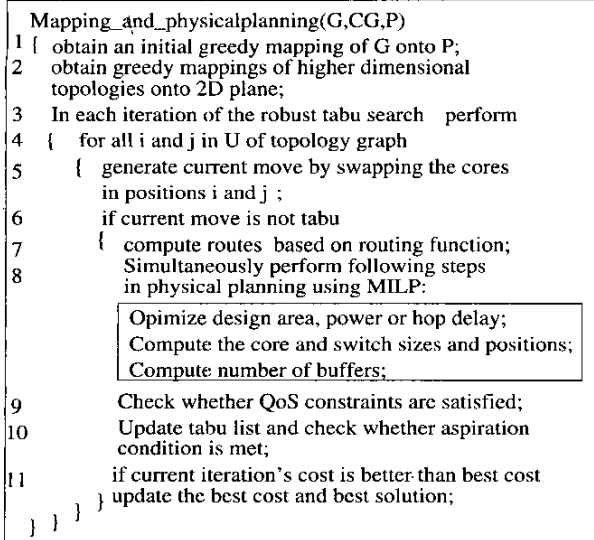 Mapping_and_physicalplanning(G,CG,P)
1 { obtain an initial greedy mapping of G onto P;
2 obtain greedy mappings of higher dimensional
topologies onto 2D plane;
3 In each iteration of the robust tabu search perform
4 { for all i and j in U of topology graph
5 { generate current move by swapping the cores
in positions i and j ;
6 if current move is not tabu
7 { compute routes based on routing function;
8 Simultaneously perform following steps
in physical planning using MILP:
Opimize design area, power or hop delay;
Compute the core and switch sizes and positions;
Compute number of buffers;
9 Check whether QoS constraints are satisfied;
10 Update tabu list and check whether aspiration
condition is met;
11 if current iteration's cost is better than best cost
} update the best cost and best solution;
} } }